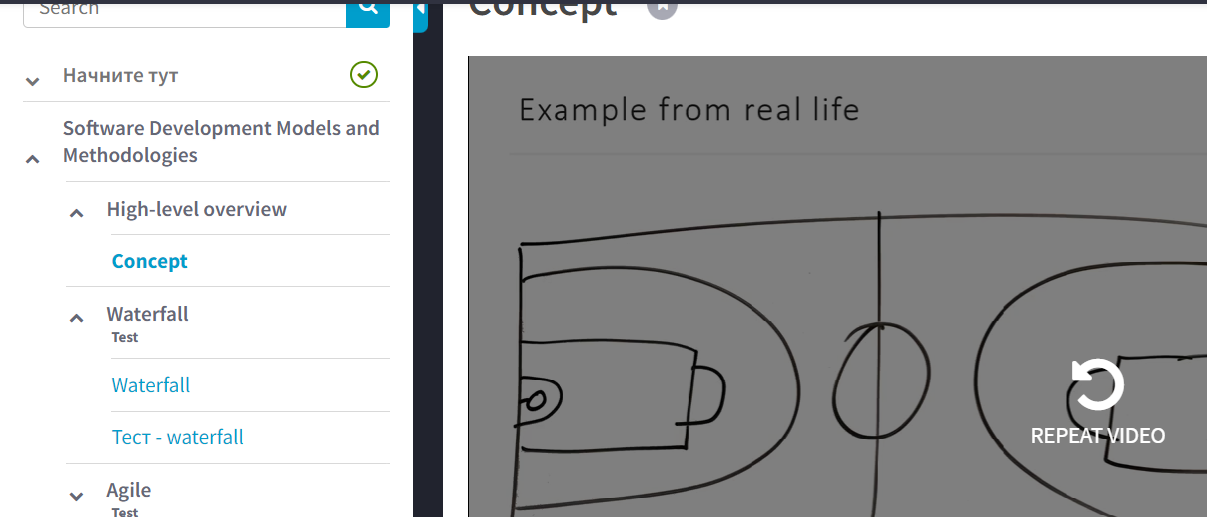 Search
Concept
Начните тут
Software Development Models and
Methodologies
High-level overview
Concept
Waterfall
Test
Waterfall
Тест - waterfall
Agile
Test
Example from real life
REPEAT VIDEO